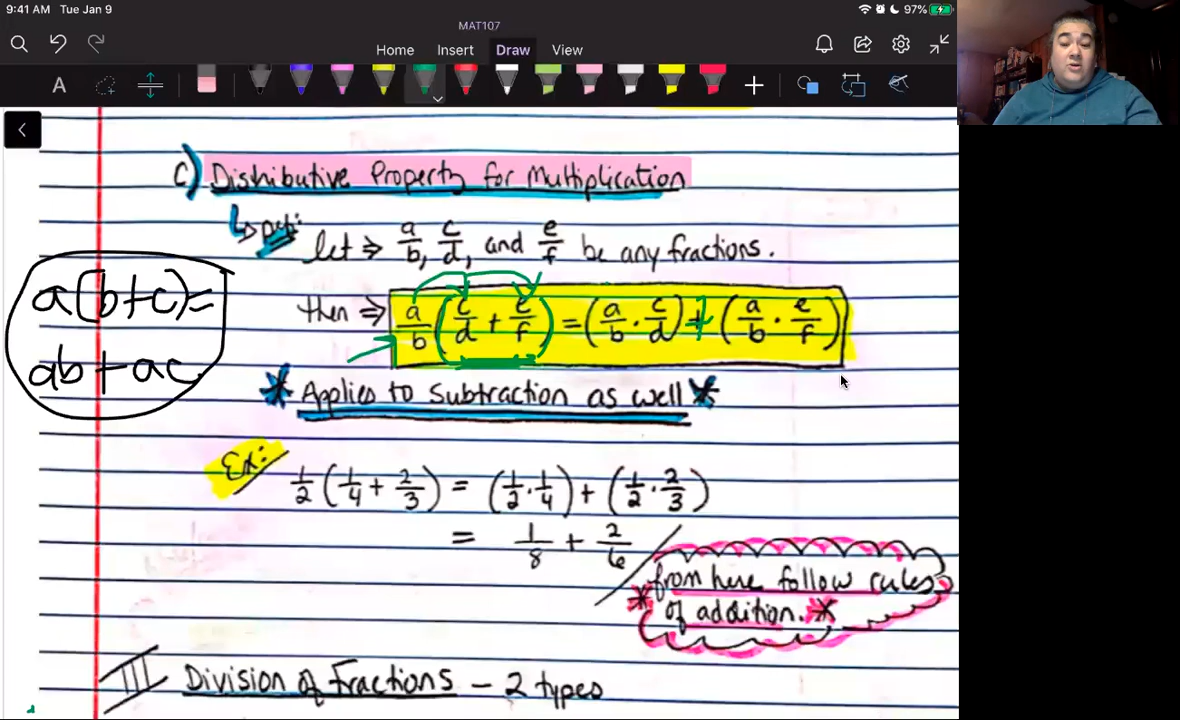 9:41 AM Tue Jan 9
97%
MAT107
Home Insert Draw View
A
C) Distributive Property for Multiplication
Def:
let ⇒ a/b, c/d, and e/f be any fractions.
then ⇒ a/b (c/d + e/f) = (a/b · c/d) + (a/b · e/f)
a(b+c)=
ab+ac
* Applies to Subtraction as well *
Ex:
1/2 (1/4 + 2/3) = (1/2 · 1/4) + (1/2 · 2/3)
= 1/8 + 2/6
from here follow rules
* of addition. *
III Division of Fractions - 2 types